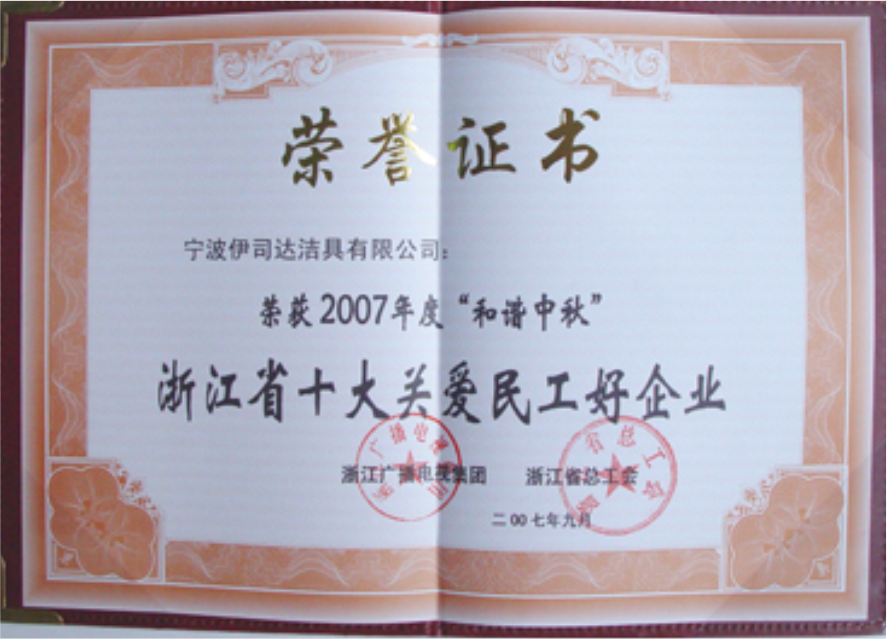 荣誉证书
宁波伊司达洁具有限公司:
荣获2007年度“和谐中秋”
浙江省十大关爱民工好企业
浙江广播电视集团 浙江省总工会
二00七年九月